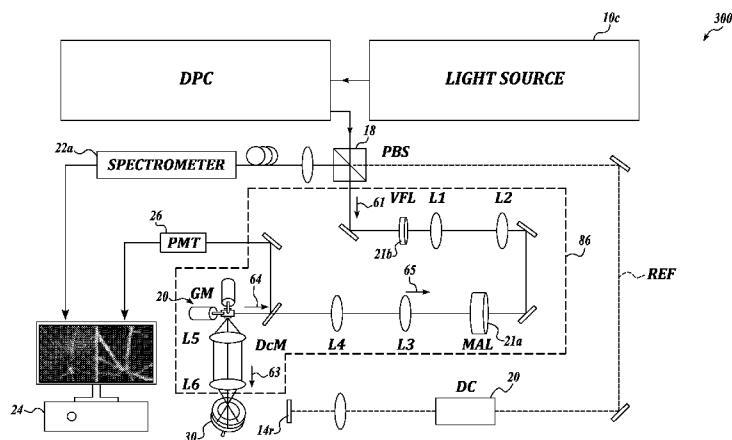 10c
300
DPC
LIGHT SOURCE
18
22a
PBS
SPECTROMETER
61
VFL
L1
L2
26
PMT
21b
86
64
65
REF
20
GM
L5
DcM
L4
L3
MAL
21a
L6
63
DC
20
24
30
14r